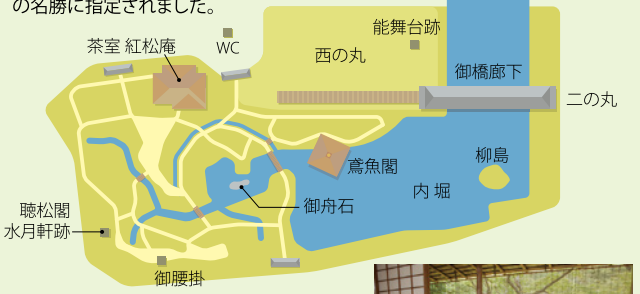 の名勝に指定されました。
能舞台跡
茶室 紅松庵
WC
西の丸
御橋廊下
二の丸
鳶魚閣
柳島
内 堀
聴松閣
水月軒跡
御舟石
御腰掛